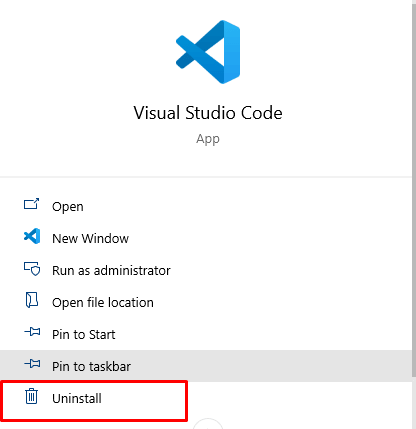 Visual Studio Code
App
Open
New Window
Run as administrator
Open file location
Pin to Start
Pin to taskbar
Uninstall